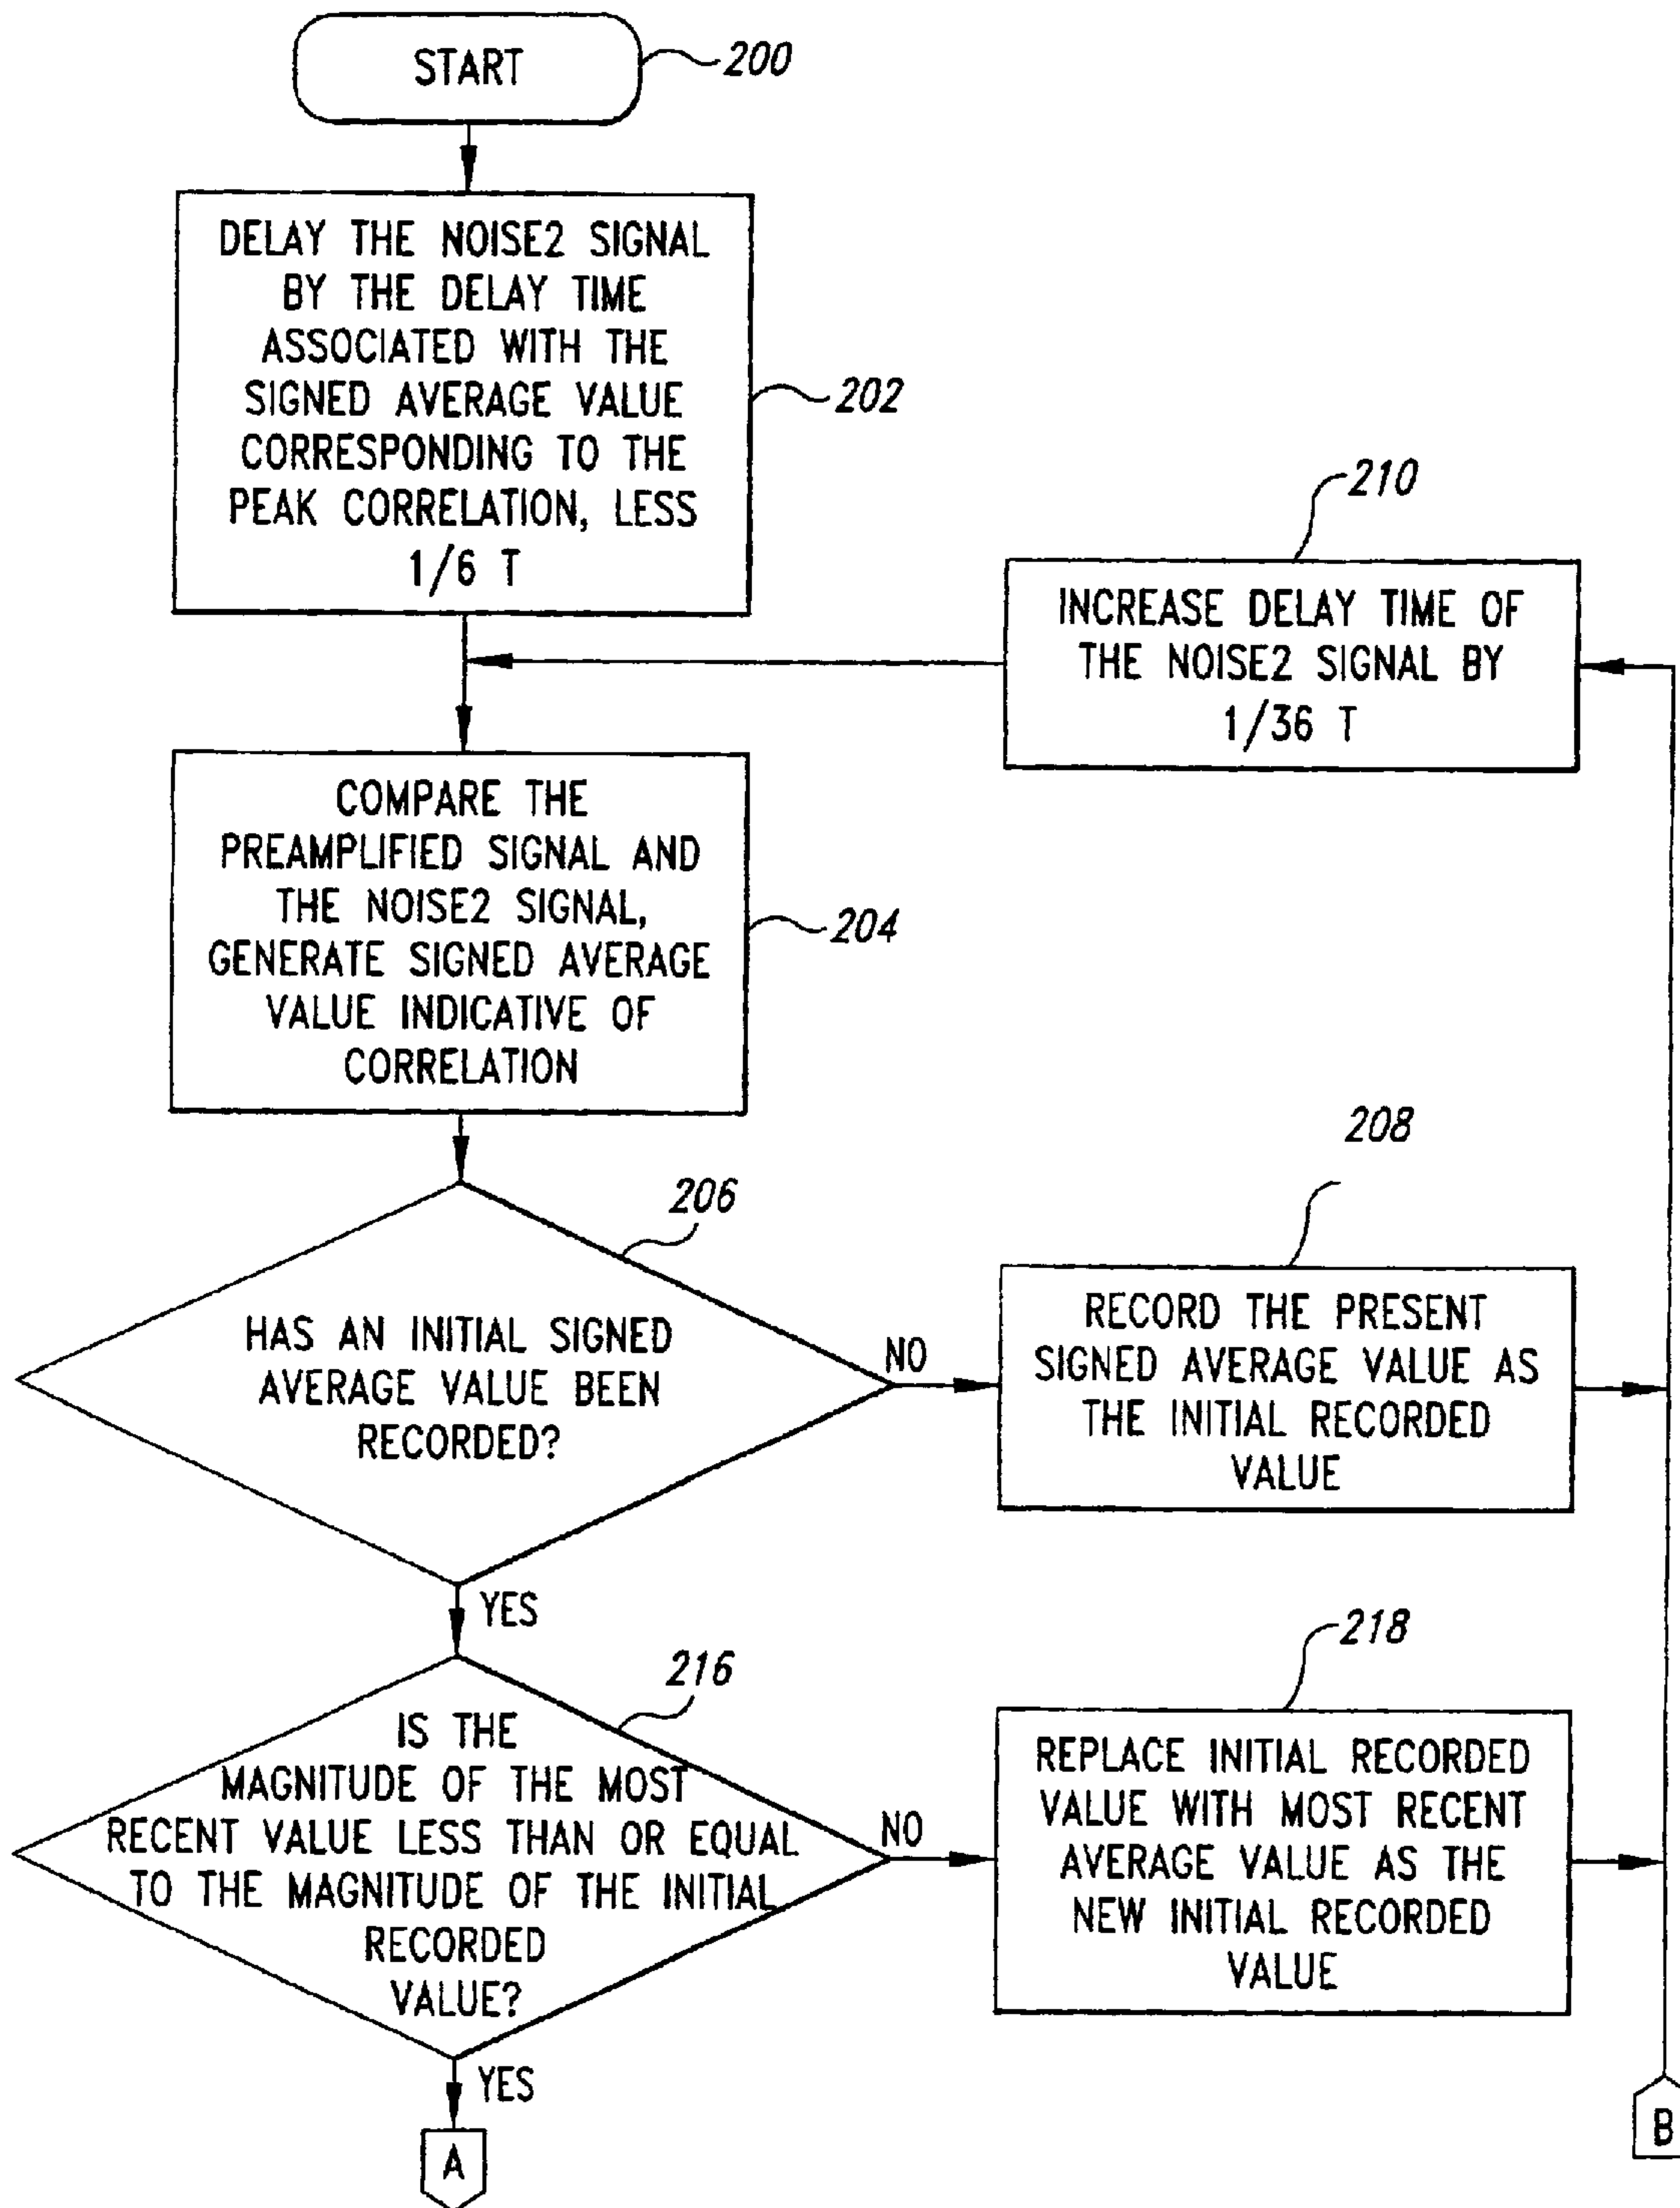 START
200
DELAY THE NOISE2 SIGNAL
BY THE DELAY TIME
ASSOCIATED WITH THE
SIGNED AVERAGE VALUE
CORRESPONDING TO THE
PEAK CORRELATION, LESS
1/6 T
202
210
INCREASE DELAY TIME OF
THE NOISE2 SIGNAL BY
1/36 T
COMPARE THE
PREAMPLIFIED SIGNAL AND
THE NOISE2 SIGNAL,
GENERATE SIGNED AVERAGE
VALUE INDICATIVE OF
CORRELATION
204
206
HAS AN INITIAL SIGNED
AVERAGE VALUE BEEN
RECORDED?
NO
208
RECORD THE PRESENT
SIGNED AVERAGE VALUE AS
THE INITIAL RECORDED
VALUE
YES
216
IS THE
MAGNITUDE OF THE MOST
RECENT VALUE LESS THAN OR EQUAL
TO THE MAGNITUDE OF THE INITIAL
RECORDED
VALUE?
NO
218
REPLACE INITIAL RECORDED
VALUE WITH MOST RECENT
AVERAGE VALUE AS THE
NEW INITIAL RECORDED
VALUE
YES
A
B